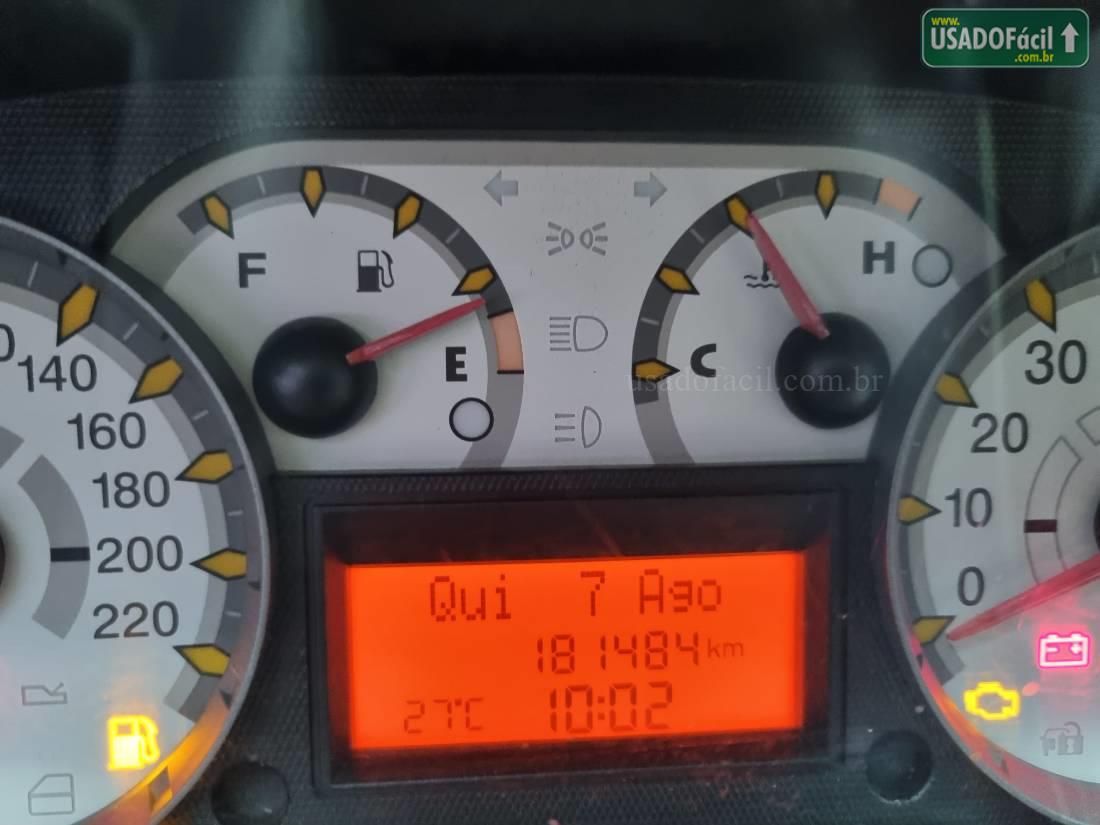 www.
USADOFácil
.com.br
F
E
H
C
usadofacil.com.br
140
160
180
200
220
30
20
10
0
Qui 7 Ago
181484 km
27°C 10:02